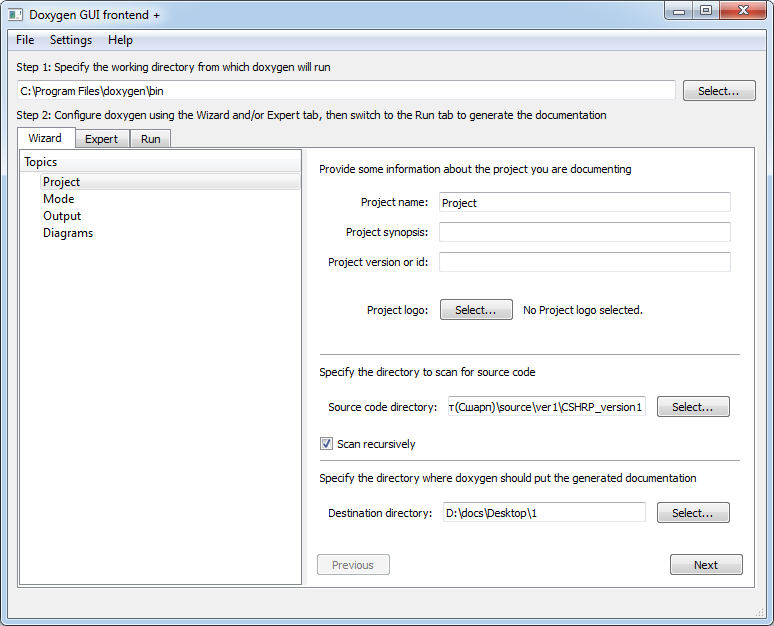 Doxygen GUI frontend +
File Settings Help
Step 1: Specify the working directory from which doxygen will run
C:\Program Files\doxygen\bin Select...
Step 2: Configure doxygen using the Wizard and/or Expert tab, then switch to the Run tab to generate the documentation
Wizard Expert Run
Topics
Project
Mode
Output
Diagrams
Provide some information about the project you are documenting
Project name: Project
Project synopsis:
Project version or id:
Project logo: Select... No Project logo selected.
Specify the directory to scan for source code
Source code directory: т(Сшарп)\source\ver1\CSHRP_version1 Select...
Scan recursively
Specify the directory where doxygen should put the generated documentation
Destination directory: D:\docs\Desktop\1 Select...
Previous Next